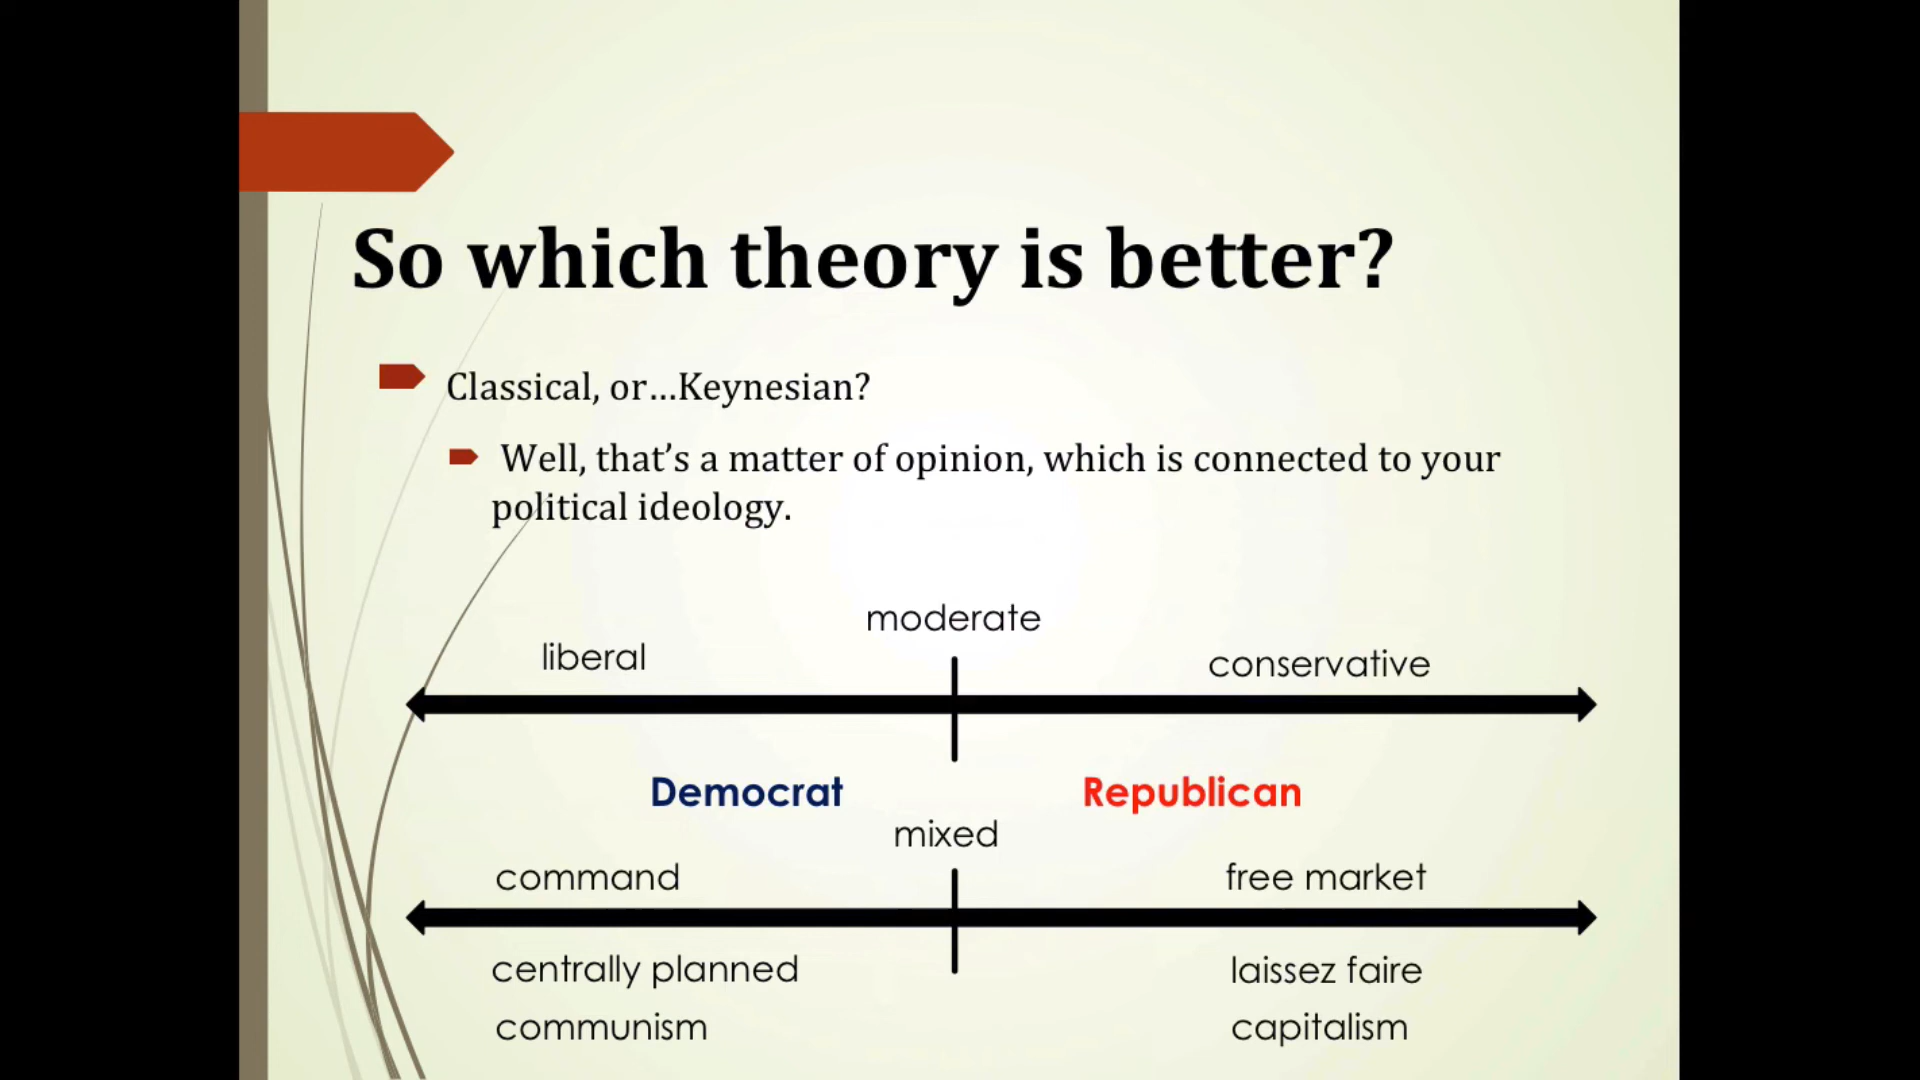 So which theory is better?
Classical, or...Keynesian?
Well, that’s a matter of opinion, which is connected to your
political ideology.
moderate
liberal
conservative
Democrat
Republican
mixed
command
free market
centrally planned
laissez faire
communism
capitalism